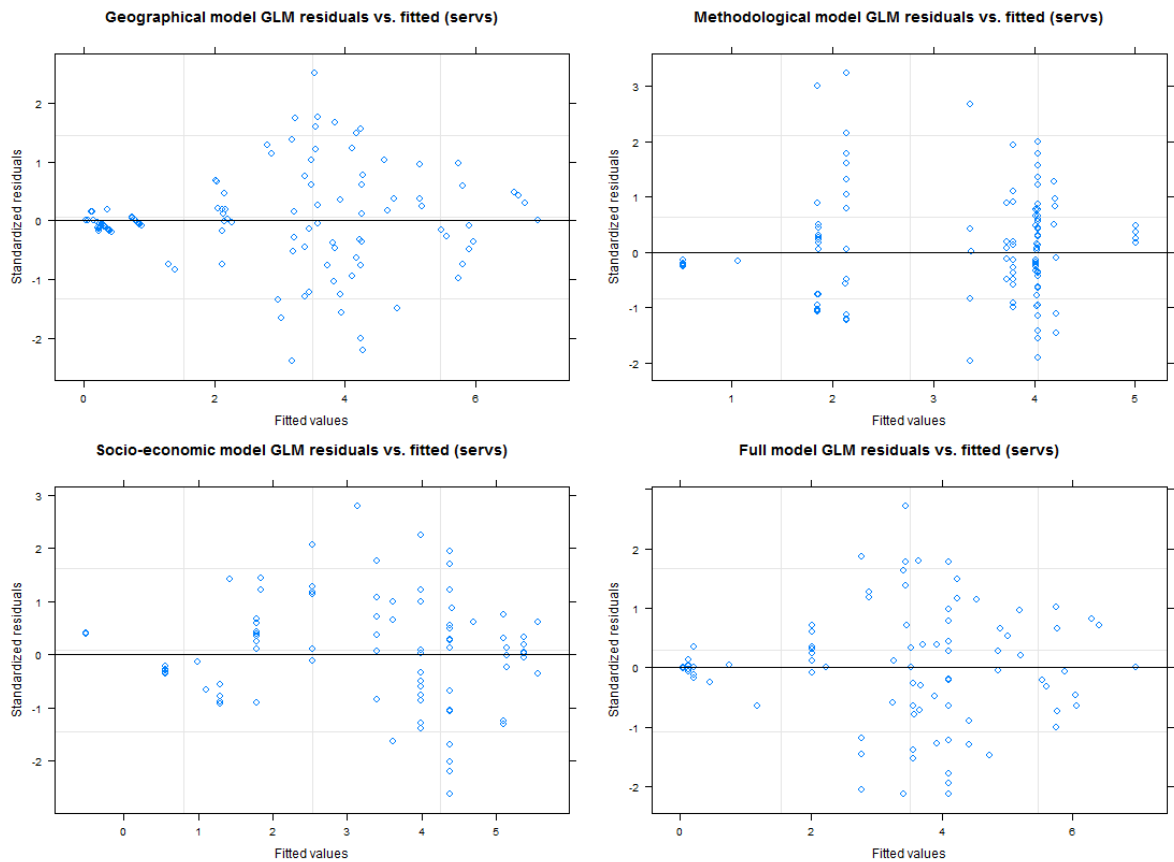 Geographical model GLM residuals vs. fitted (servs)
Standardized residuals
2
1
0
-1
-2
0 2 4 6
Fitted values
Methodological model GLM residuals vs. fitted (servs)
Standardized residuals
3
2
1
0
-1
-2
1 2 3 4 5
Fitted values
Socio-economic model GLM residuals vs. fitted (servs)
Standardized residuals
3
2
1
0
-1
-2
0 1 2 3 4 5
Fitted values
Full model GLM residuals vs. fitted (servs)
Standardized residuals
2
1
0
-1
-2
0 2 4 6
Fitted values